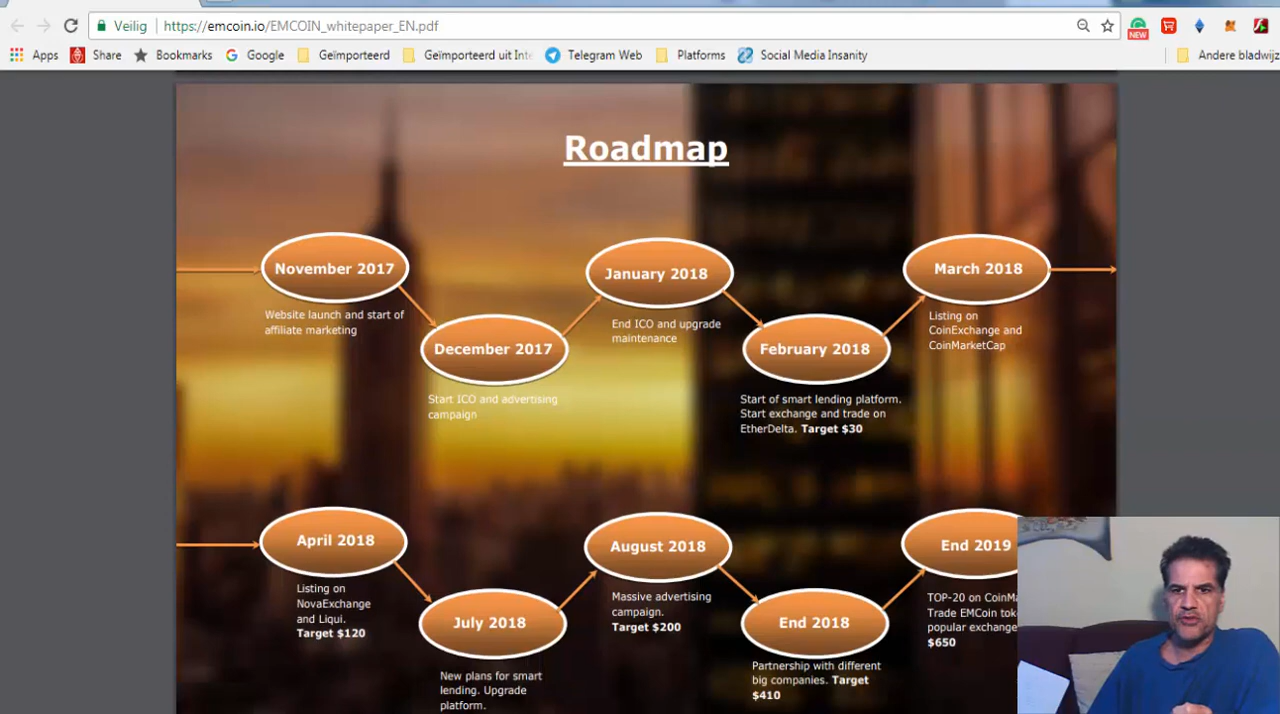 Veilig
https://emcoin.io/EMCOIN_whitepaper_EN.pdf
NEW
Apps
Share
Bookmarks
Google
Geïmporteerd
Geïmporteerd uit
Telegram Web
Platforms
Social Media Insanity
Andere
Roadmap
November 2017
Website launch and start of
affiliate marketing
December 2017
Start ICO and advertising
campaign
January 2018
End ICO and upgrade
maintenance
February 2018
Start of smart lending platform.
Start exchange and trade on
EtherDelta. Target $30
March 2018
Listing on
CoinExchange and
CoinMarketCap
April 2018
Listing on
NovaExchange
and Liqui.
Target $120
July 2018
New plans for smart
lending. Upgrade
platform.
August 2018
Massive advertising
campaign.
Target $200
End 2018
Partnership with different
big companies. Target
$410
End 2019
TOP-20 on
Trade EMCoin
popular
$650